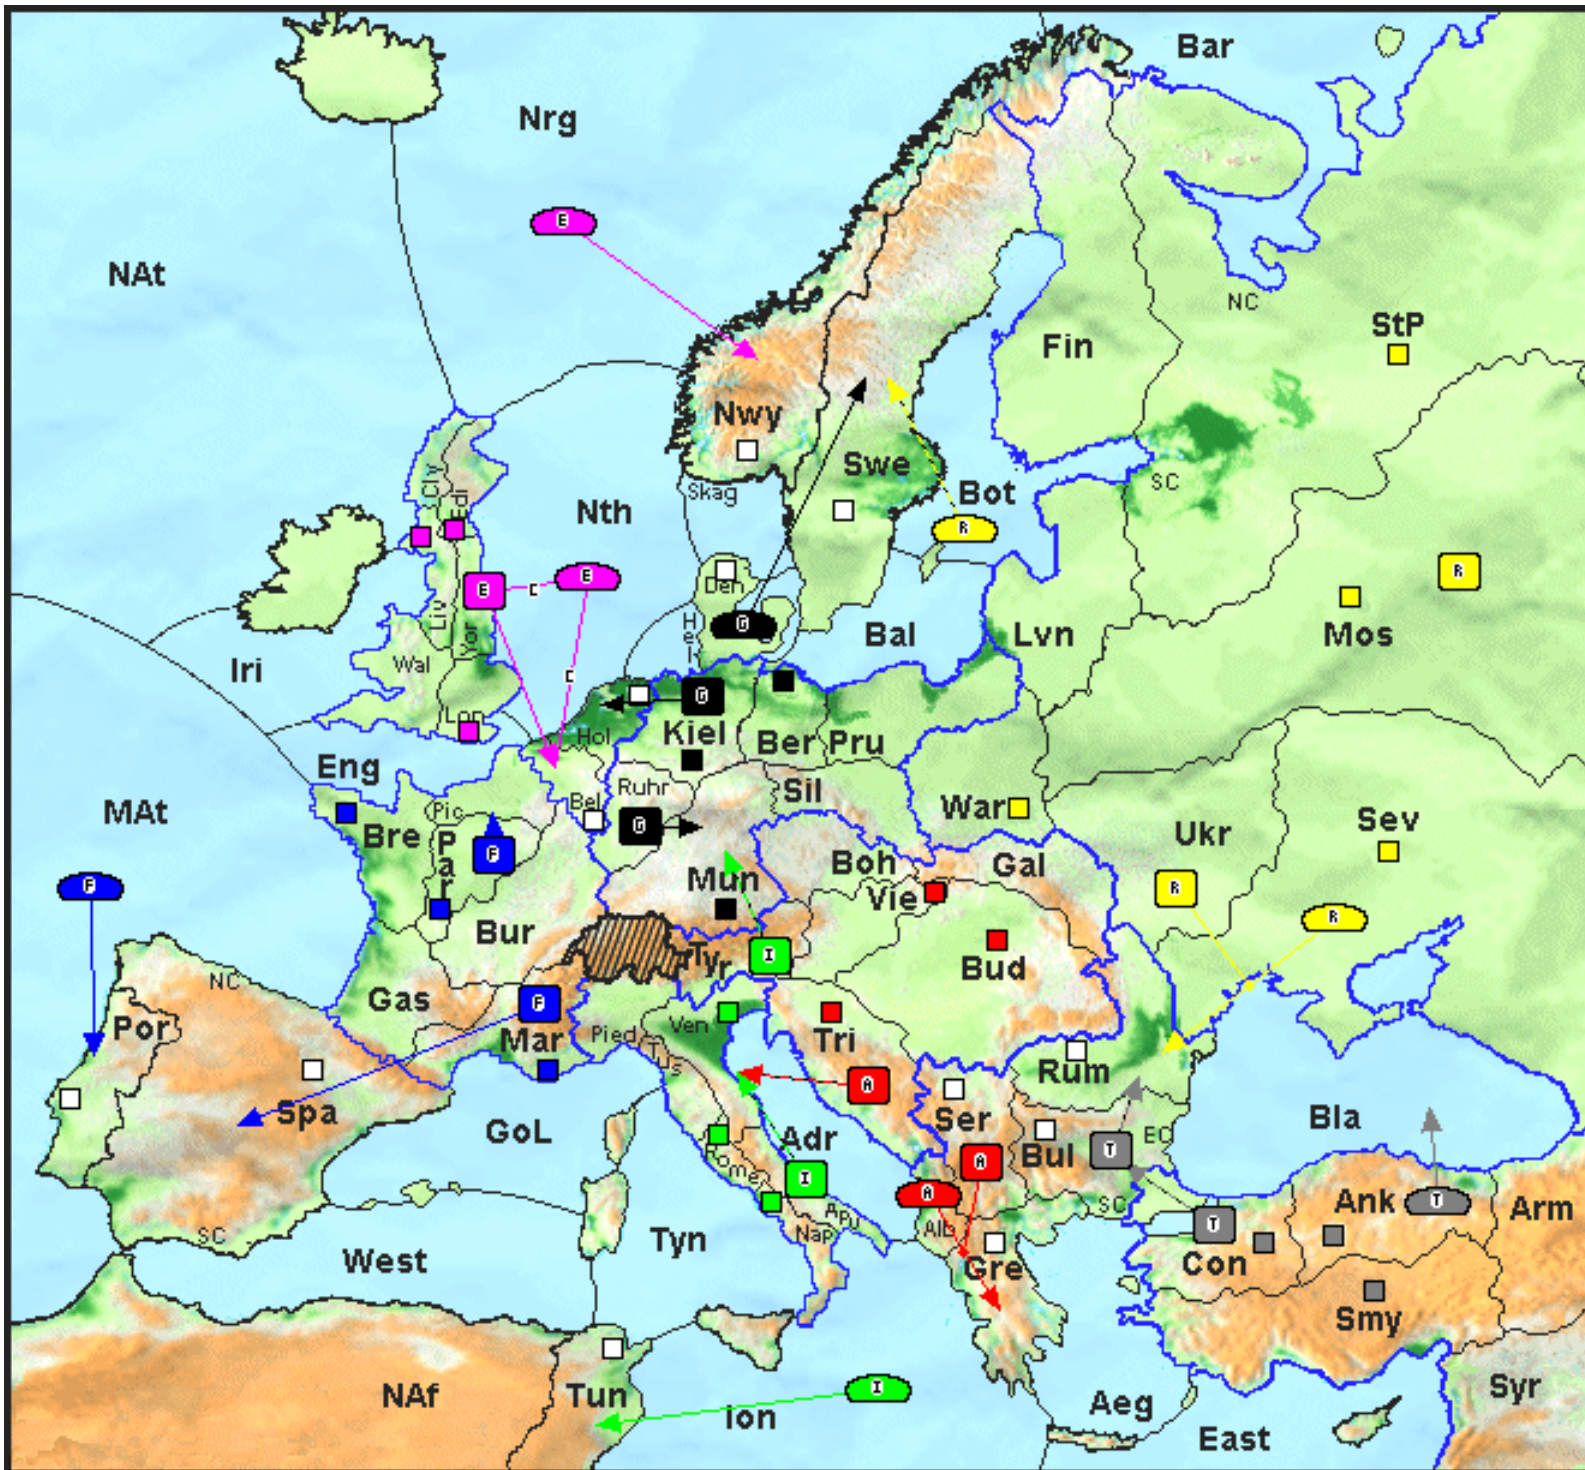 Bar
Nrg
E
NAt
NC
StP
Fin
Nwy
Swe
Skag
Bot
SC
Cly
Edi
Nth
R
E
E
C
R
Den
Hel
G
Bal
Lvn
Mos
Liv
Yor
Wal
Iri
C
G
Lon
Hol
Kiel
Ber
Pru
Eng
Ruhr
Sil
Bel
War
MAt
Pic
Bre
Par
G
Ukr
Sev
F
Boh
Gal
Mun
Vie
F
R
R
Bur
I
Tyr
Bud
NC
Gas
F
Por
Ven
Mar
Pied
Tus
Tri
Rum
A
Spa
GoL
Ser
Adr
Bla
EC
Bul
T
Rome
A
I
A
Ank
T
Arm
SC
Apu
Nap
Alb
SC
T
Tyn
West
Con
Gre
Smy
NAf
Tun
I
Ion
Aeg
Syr
East